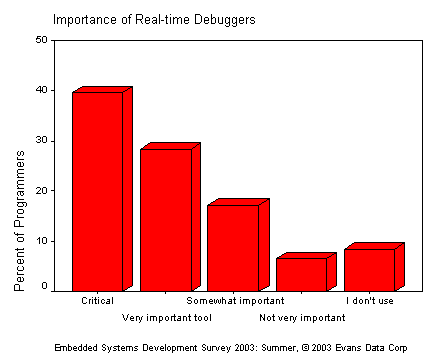 Importance of Real-time Debuggers
50
40
30
20
10
0
Percent of Programmers
Critical
Somewhat important
I don't use
Very important tool
Not very important
Embedded Systems Development Survey 2003: Summer, © 2003 Evans Data Corp